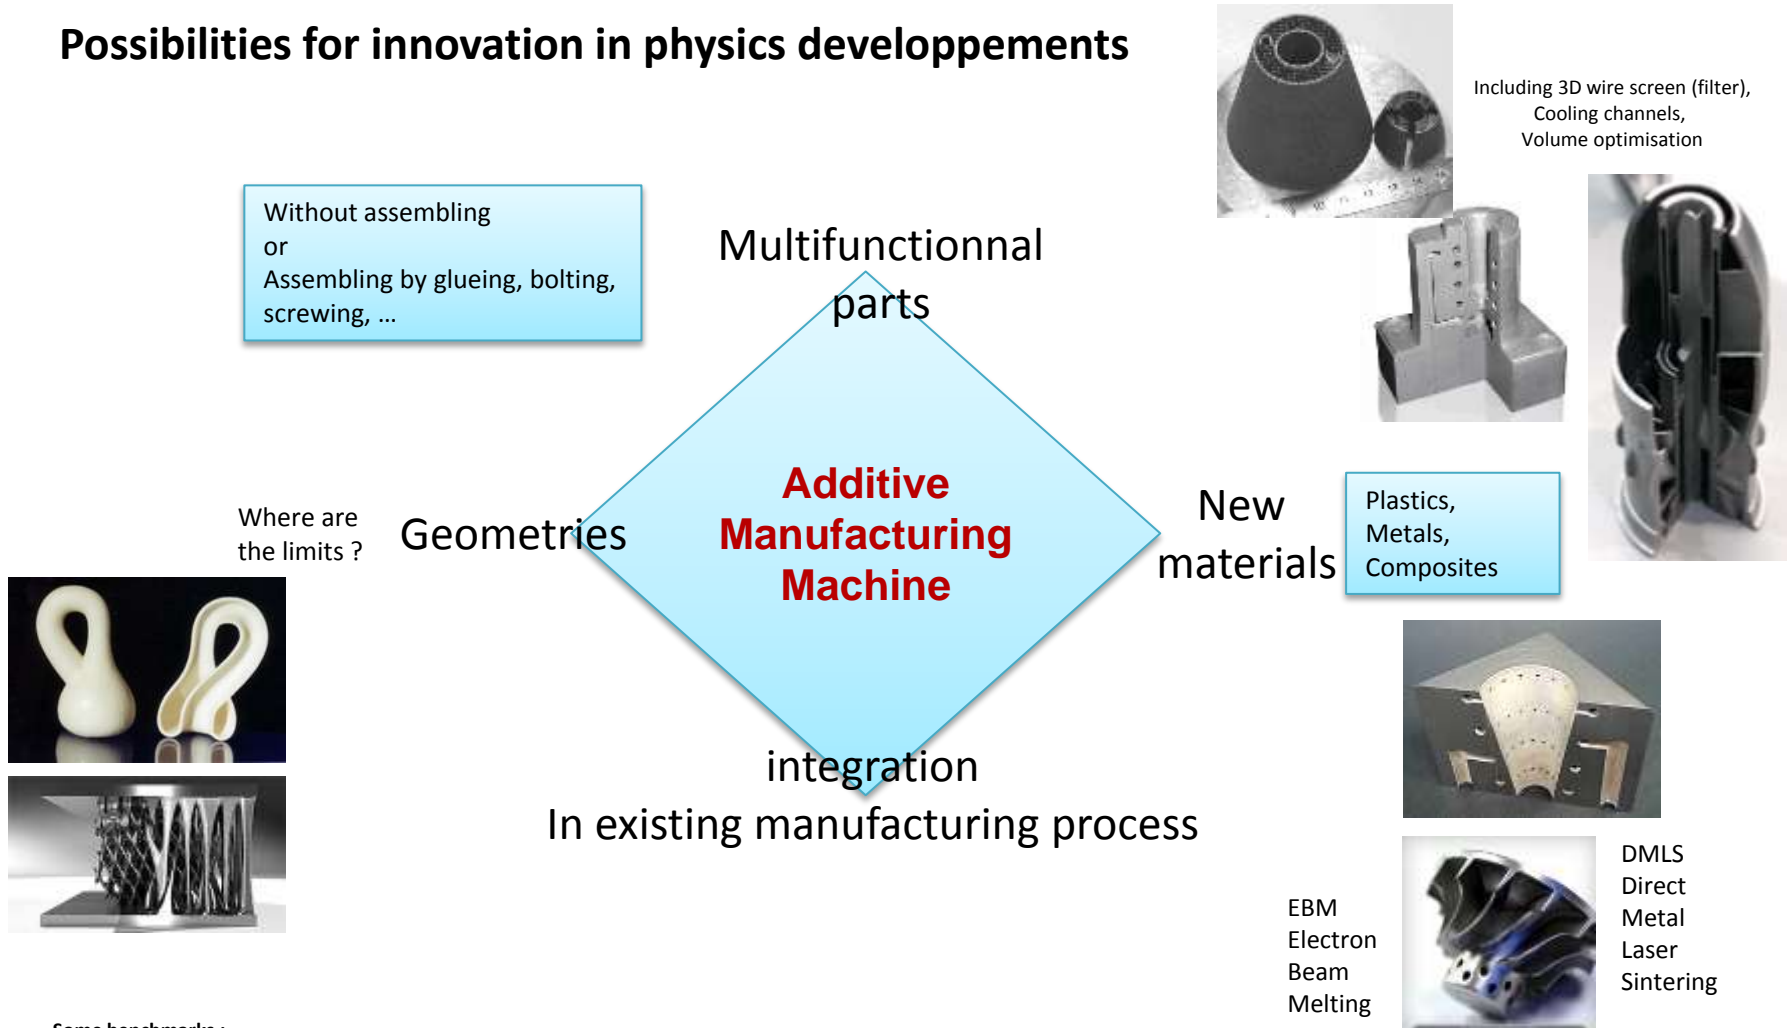 Possibilities for innovation in physics developpements
Including 3D wire screen (filter),
Cooling channels,
Volume optimisation
Without assembling
or
Assembling by glueing, bolting,
screwing, ...
Multifunctionnal
parts
Additive
Manufacturing
Machine
Where are
the limits ?
Geometries
New
materials
Plastics,
Metals,
Composites
integration
In existing manufacturing process
EBM
Electron
Beam
Melting
DMLS
Direct
Metal
Laser
Sintering
Some benchmarks :